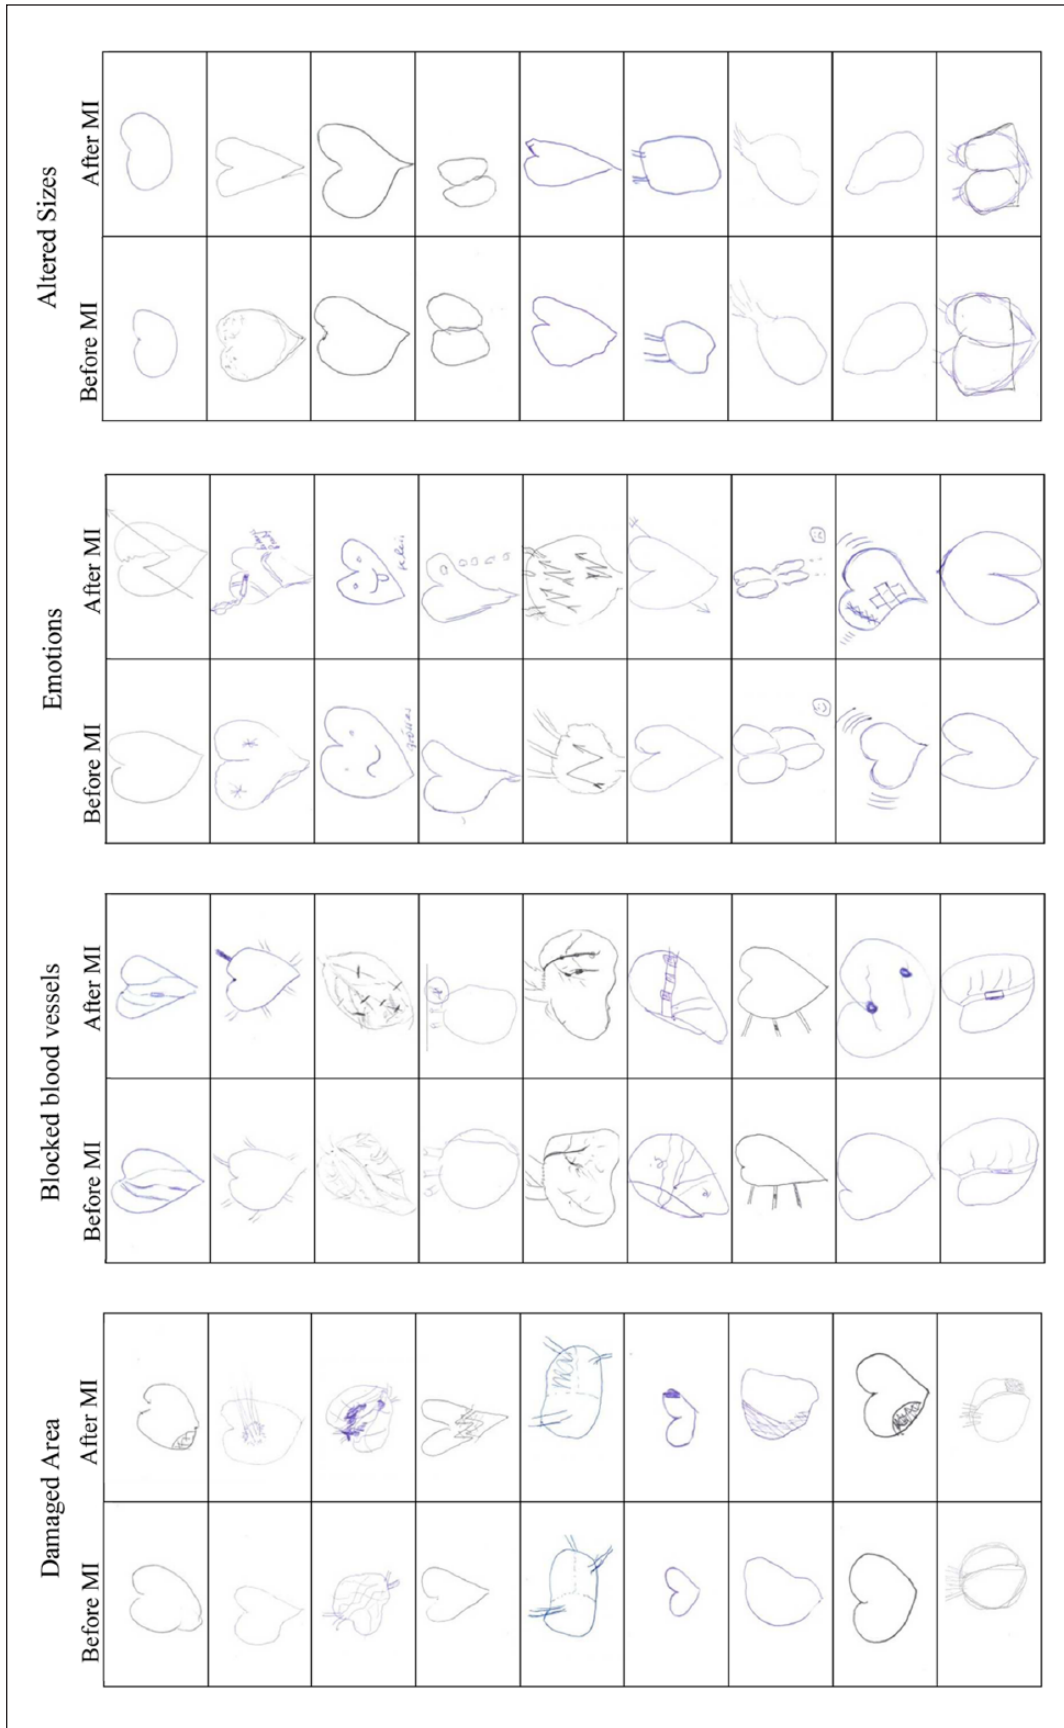 Damaged Area
Before MI
After MI
Blocked blood vessels
Before MI
After MI
Emotions
Before MI
After MI
klein
Altered Sizes
Before MI
After MI